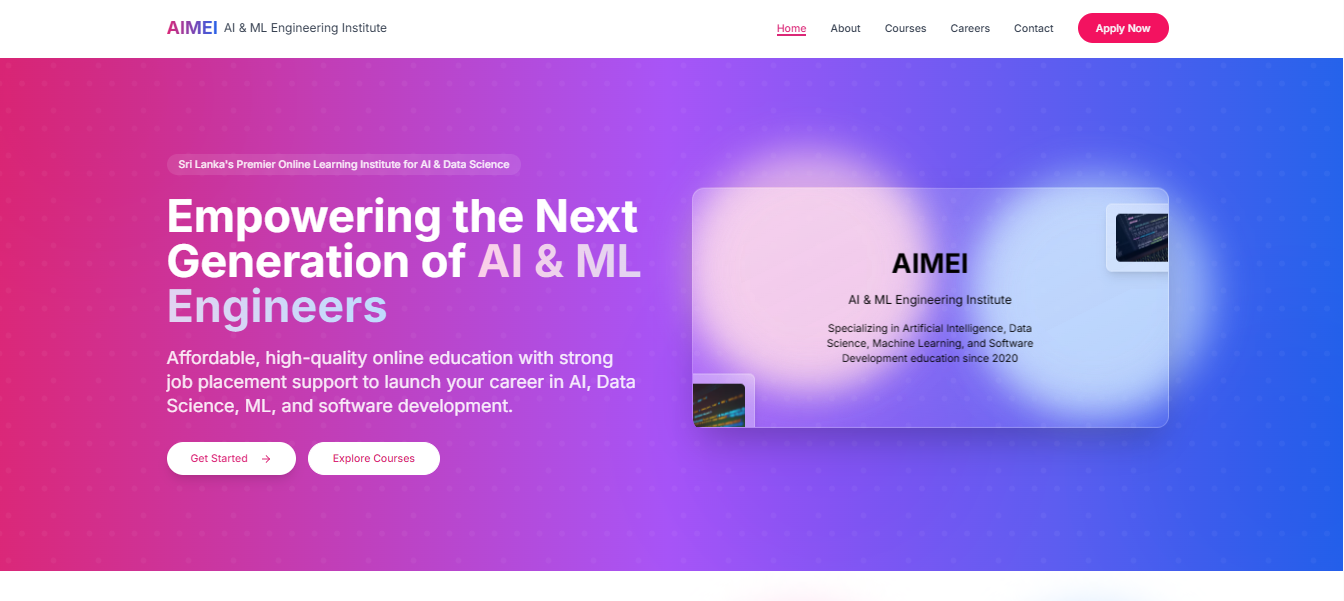 AIMEI AI & ML Engineering Institute
Home About Courses Careers Contact Apply Now
Sri Lanka's Premier Online Learning Institute for AI & Data Science
Empowering the Next
Generation of AI & ML
Engineers
Affordable, high-quality online education with strong
job placement support to launch your career in AI, Data
Science, ML, and software development.
Get Started → Explore Courses
AIMEI
AI & ML Engineering Institute
Specializing in Artificial Intelligence, Data
Science, Machine Learning, and Software
Development education since 2020